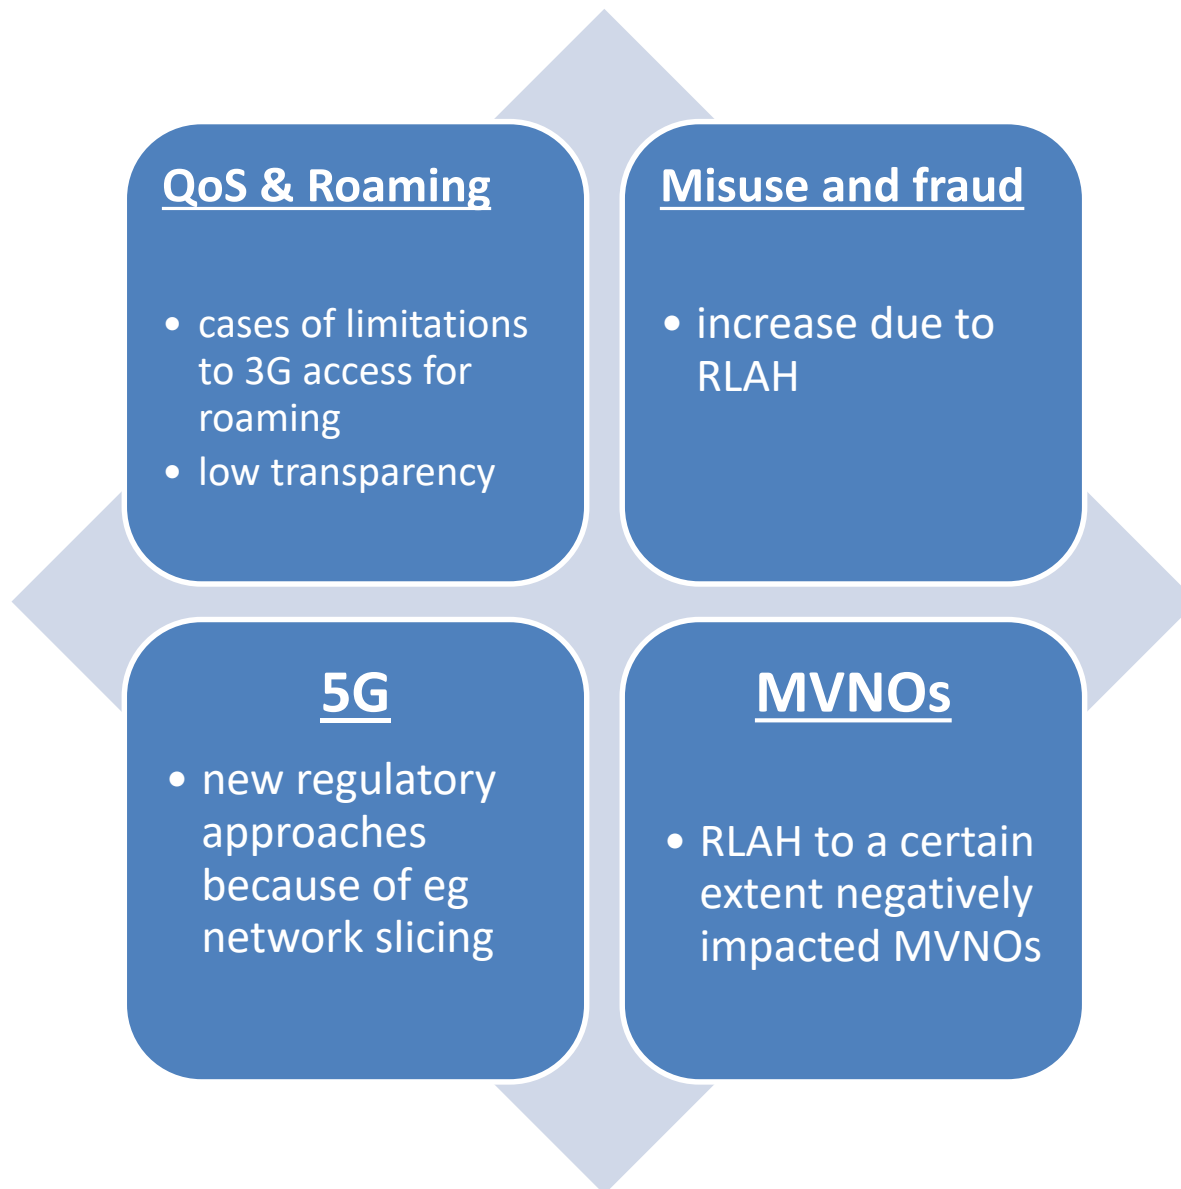 QoS & Roaming
• cases of limitations
to 3G access for
roaming
• low transparency
Misuse and fraud
• increase due to
RLAH
5G
• new regulatory
approaches
because of eg
network slicing
MVNOs
• RLAH to a certain
extent negatively
impacted MVNOs